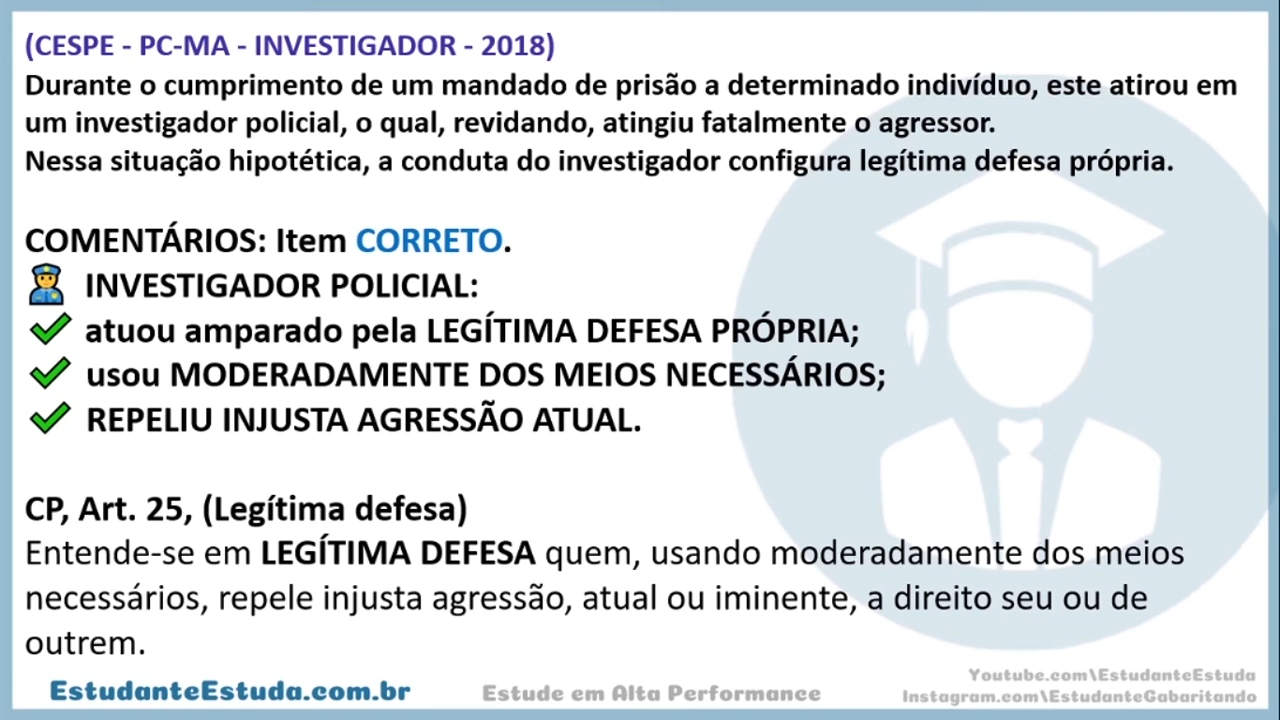 (CESPE - PC-MA - INVESTIGADOR - 2018)
Durante o cumprimento de um mandado de prisão a determinado indivíduo, este atirou em
um investigador policial, o qual, revidando, atingiu fatalmente o agressor.
Nessa situação hipotética, a conduta do investigador configura legítima defesa própria.
COMENTÁRIOS: Item CORRETO.
INVESTIGADOR POLICIAL:
atuou amparado pela LEGÍTIMA DEFESA PRÓPRIA;
usou MODERADAMENTE DOS MEIOS NECESSÁRIOS;
REPELIU INJUSTA AGRESSÃO ATUAL.
CP, Art. 25, (Legítima defesa)
Entende-se em LEGÍTIMA DEFESA quem, usando moderadamente dos meios
necessários, repele injusta agressão, atual ou iminente, a direito seu ou de
outrem.
EstudanteEstuda.com.br
Estude em Alta Performance
Youtube.com\EstudanteEstuda
Instagram.com\EstudanteGabaritando